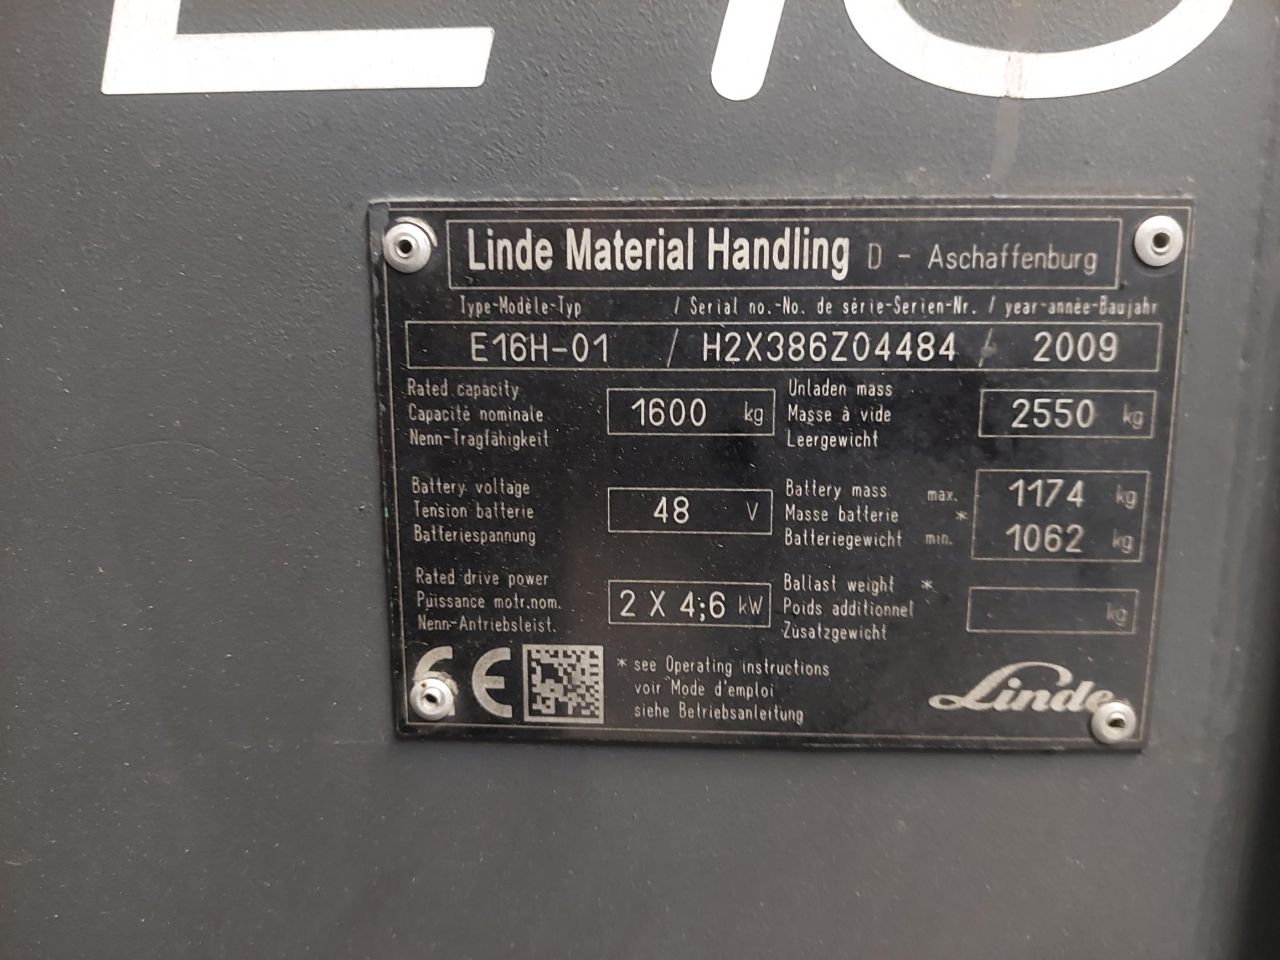 E16
Linde Material Handling D - Aschaffenburg
Type-Modèle-Typ / Serial no.-No. de série-Serien-Nr. / year-année-Baujahr
E16H-01 / H2X386Z04484 / 2009
Rated capacity
Capacité nominale 1600 kg
Nenn-Tragfähigkeit
Unladen mass
Masse à vide 2550 kg
Leergewicht
Battery voltage
Tension batterie 48 V
Batteriespannung
Battery mass max. 1174 kg
Masse batterie *
Batteriegewicht min. 1062 kg
Rated drive power
Puissance motr.nom. 2 X 4;6 kW
Nenn-Antriebsleist.
Ballast weight *
Poids additionnel kg
Zusatzgewicht
CE
* see Operating instructions
voir Mode d'emploi
siehe Betriebsanleitung
Linde